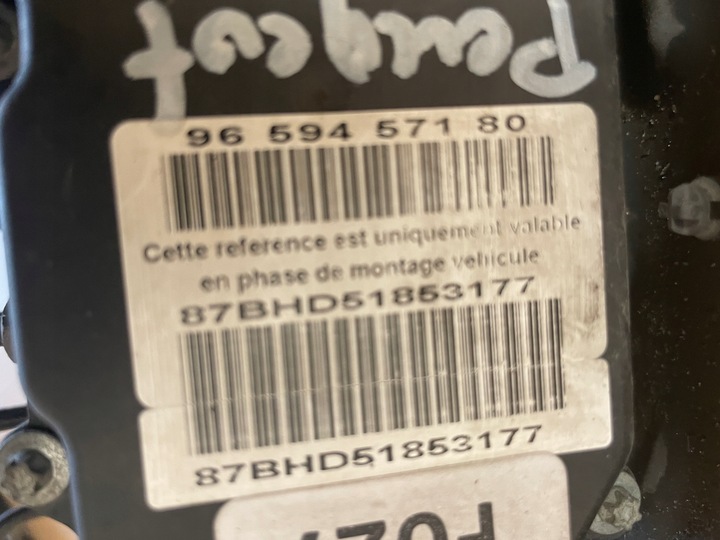 Peugeot
96 594 571 80
Cette reference est uniquement valable
en phase de montage vehicule
87BHD51853177
87BHD51853177